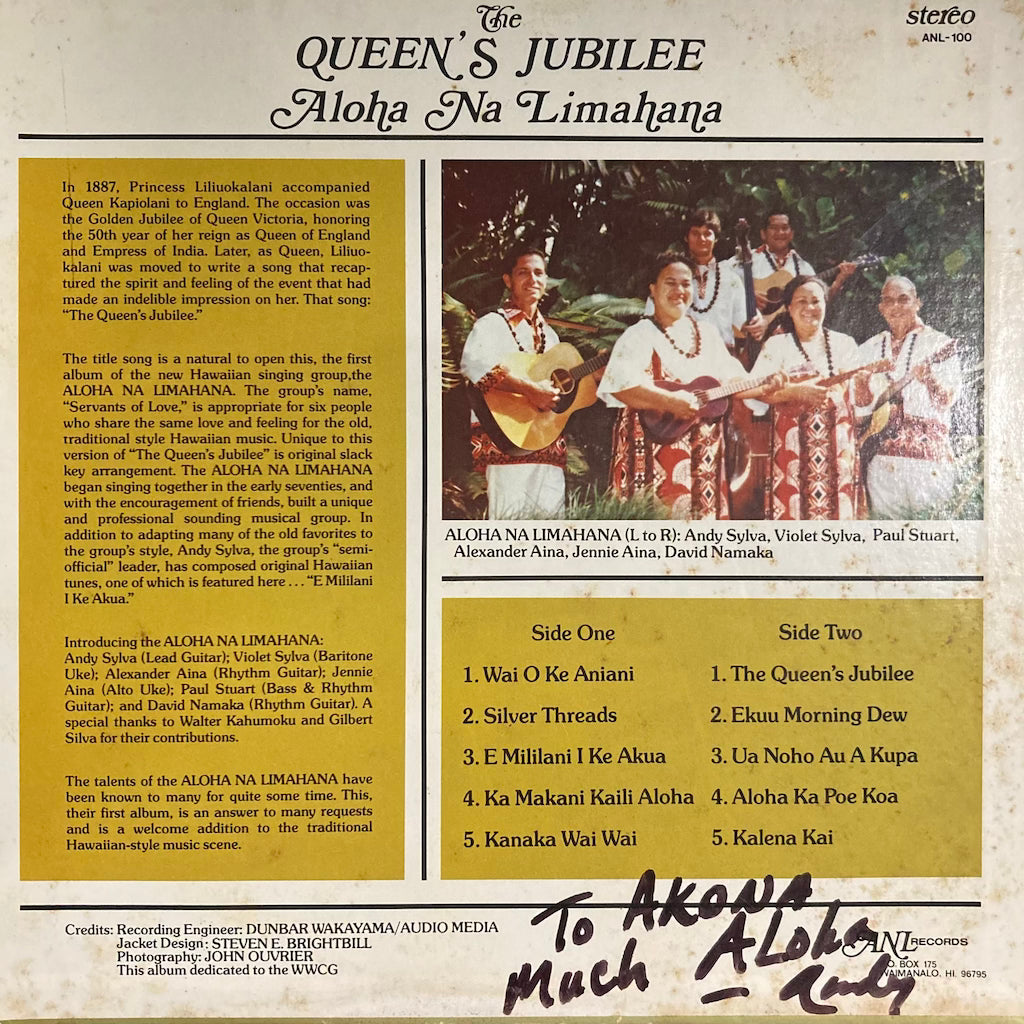 The
QUEEN'S JUBILEE
Aloha Na Limahana
stereo
ANL-100
In 1887, Princess Liliuokalani accompanied
Queen Kapiolani to England. The occasion was
the Golden Jubilee of Queen Victoria, honoring
the 50th year of her reign as Queen of England
and Empress of India. Later, as Queen, Liliuo-
kalani was moved to write a song that recap-
tured the spirit and feeling of the event that had
made an indelible impression on her. That song:
"The Queen's Jubilee."
The title song is a natural to open this, the first
album of the new Hawaiian singing group,the
ALOHA NA LIMAHANA. The group's name,
"Servants of Love," is appropriate for six people
who share the same love and feeling for the old,
traditional style Hawaiian music. Unique to this
version of "The Queen's Jubilee" is original slack
key arrangement. The ALOHA NA LIMAHANA
began singing together in the early seventies, and
with the encouragement of friends, built a unique
and professional sounding musical group. In
addition to adapting many of the old favorites to
the group's style, Andy Sylva, the group's "semi-
official" leader, has composed original Hawaiian
tunes, one of which is featured here . . . "E Mililani
I Ke Akua."
Introducing the ALOHA NA LIMAHANA:
Andy Sylva (Lead Guitar); Violet Sylva (Baritone
Uke); Alexander Aina (Rhythm Guitar); Jennie
Aina (Alto Uke); Paul Stuart (Bass & Rhythm
Guitar); and David Namaka (Rhythm Guitar). A
special thanks to Walter Kahumoku and Gilbert
Silva for their contributions.
The talents of the ALOHA NA LIMAHANA have
been known to many for quite some time. This,
their first album, is an answer to many requests
and is a welcome addition to the traditional
Hawaiian-style music scene.
ALOHA NA LIMAHANA (L to R): Andy Sylva, Violet Sylva, Paul Stuart,
Alexander Aina, Jennie Aina, David Namaka
Side One
1. Wai O Ke Aniani
2. Silver Threads
3. E Mililani I Ke Akua
4. Ka Makani Kaili Aloha
5. Kanaka Wai Wai
Side Two
1. The Queen's Jubilee
2. Ekuu Morning Dew
3. Ua Noho Au A Kupa
4. Aloha Ka Poe Koa
5. Kalena Kai
Credits: Recording Engineer: DUNBAR WAKAYAMA/AUDIO MEDIA
Jacket Design: STEVEN E. BRIGHTBILL
Photography: JOHN OUVRIER
This album dedicated to the WWCG
To AKONA
Much ALoha
— Andy
ANL RECORDS
P.O. BOX 175
WAIMANALO, HI. 96795